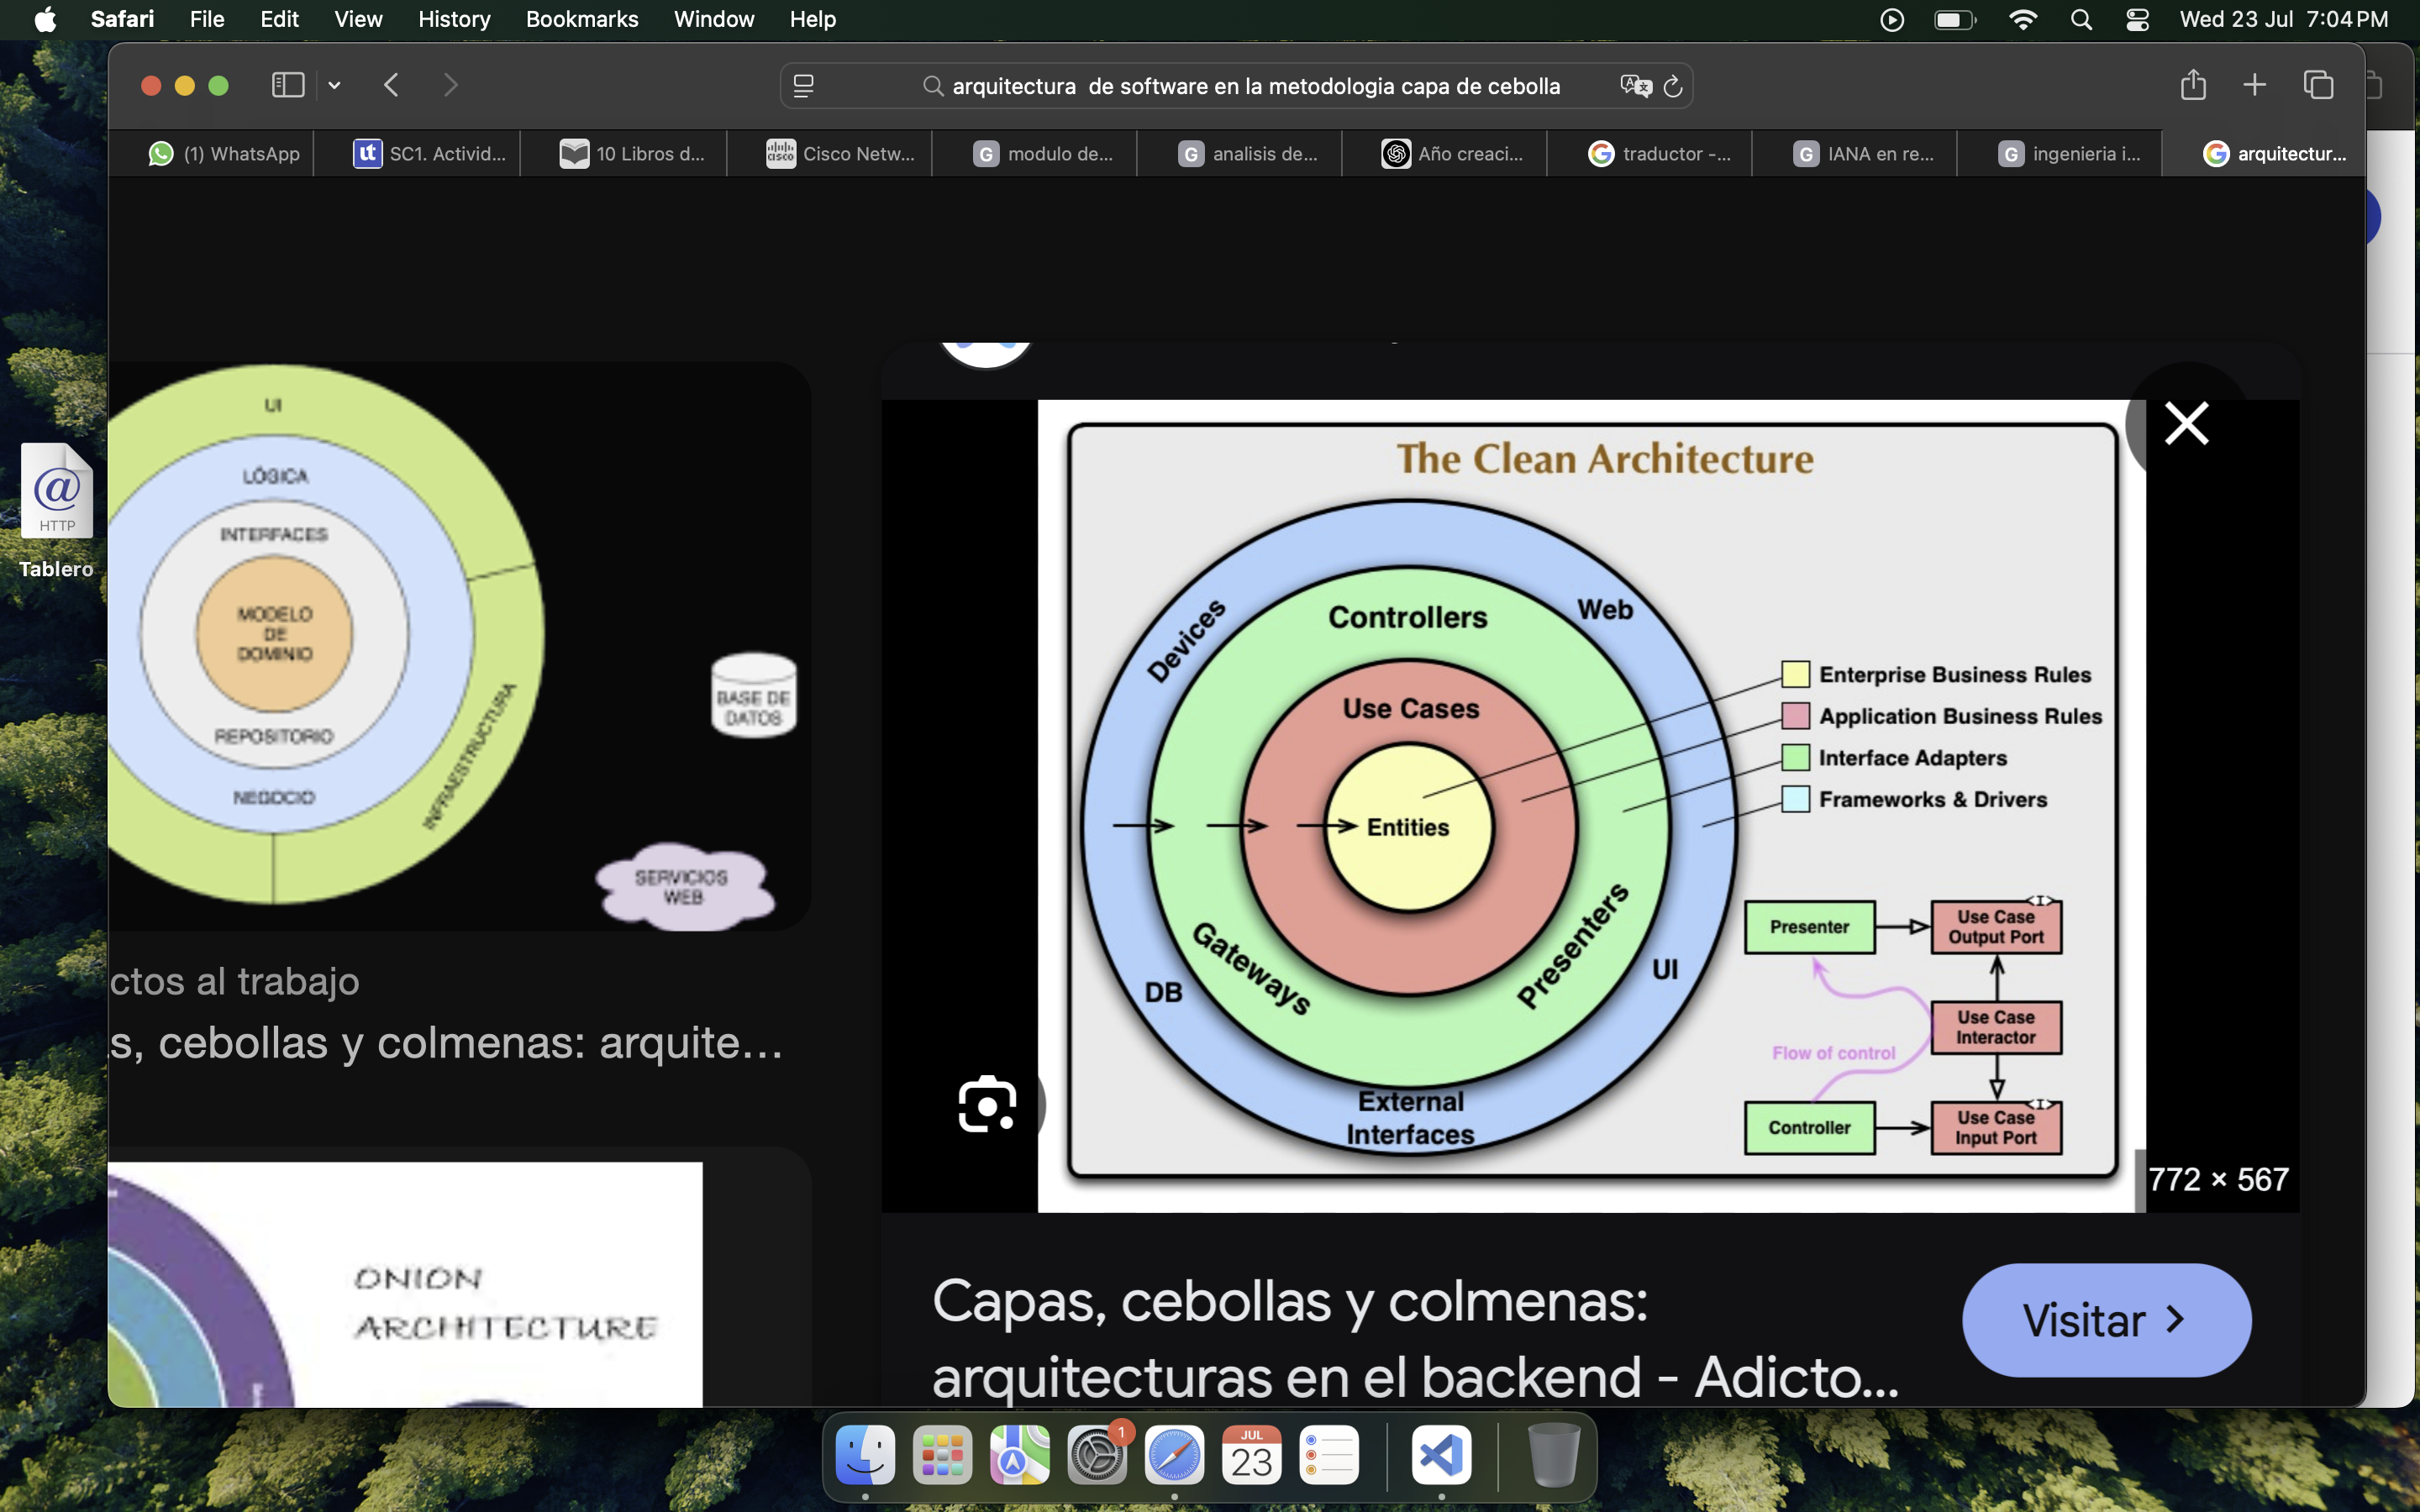 Safari File Edit View History Bookmarks Window Help
Wed 23 Jul 7:04 PM
arquitectura de software en la metodologia capa de cebolla
(1) WhatsApp
SC1. Activid...
10 Libros d...
Cisco Netw...
modulo de...
analisis de...
Año creaci...
traductor -...
IANA en re...
ingenieria i...
arquitectur...
@
HTTP
Tablero
UI
LÓGICA
INTERFACES
MODELO
DE
DOMINIO
REPOSITORIO
NEGOCIO
INFRAESTRUCTURA
BASE DE
DATOS
SERVICIOS
WEB
ctos al trabajo
s, cebollas y colmenas: arquite...
ONION
ARCHITECTURE
The Clean Architecture
Devices
Controllers
Web
Use Cases
Entities
Gateways
Presenters
DB
UI
External
Interfaces
Enterprise Business Rules
Application Business Rules
Interface Adapters
Frameworks & Drivers
Presenter
<I>
Use Case
Output Port
Use Case
Interactor
Flow of control
Controller
<I>
Use Case
Input Port
772 × 567
Capas, cebollas y colmenas:
arquitecturas en el backend - Adicto...
Visitar
1
JUL
23